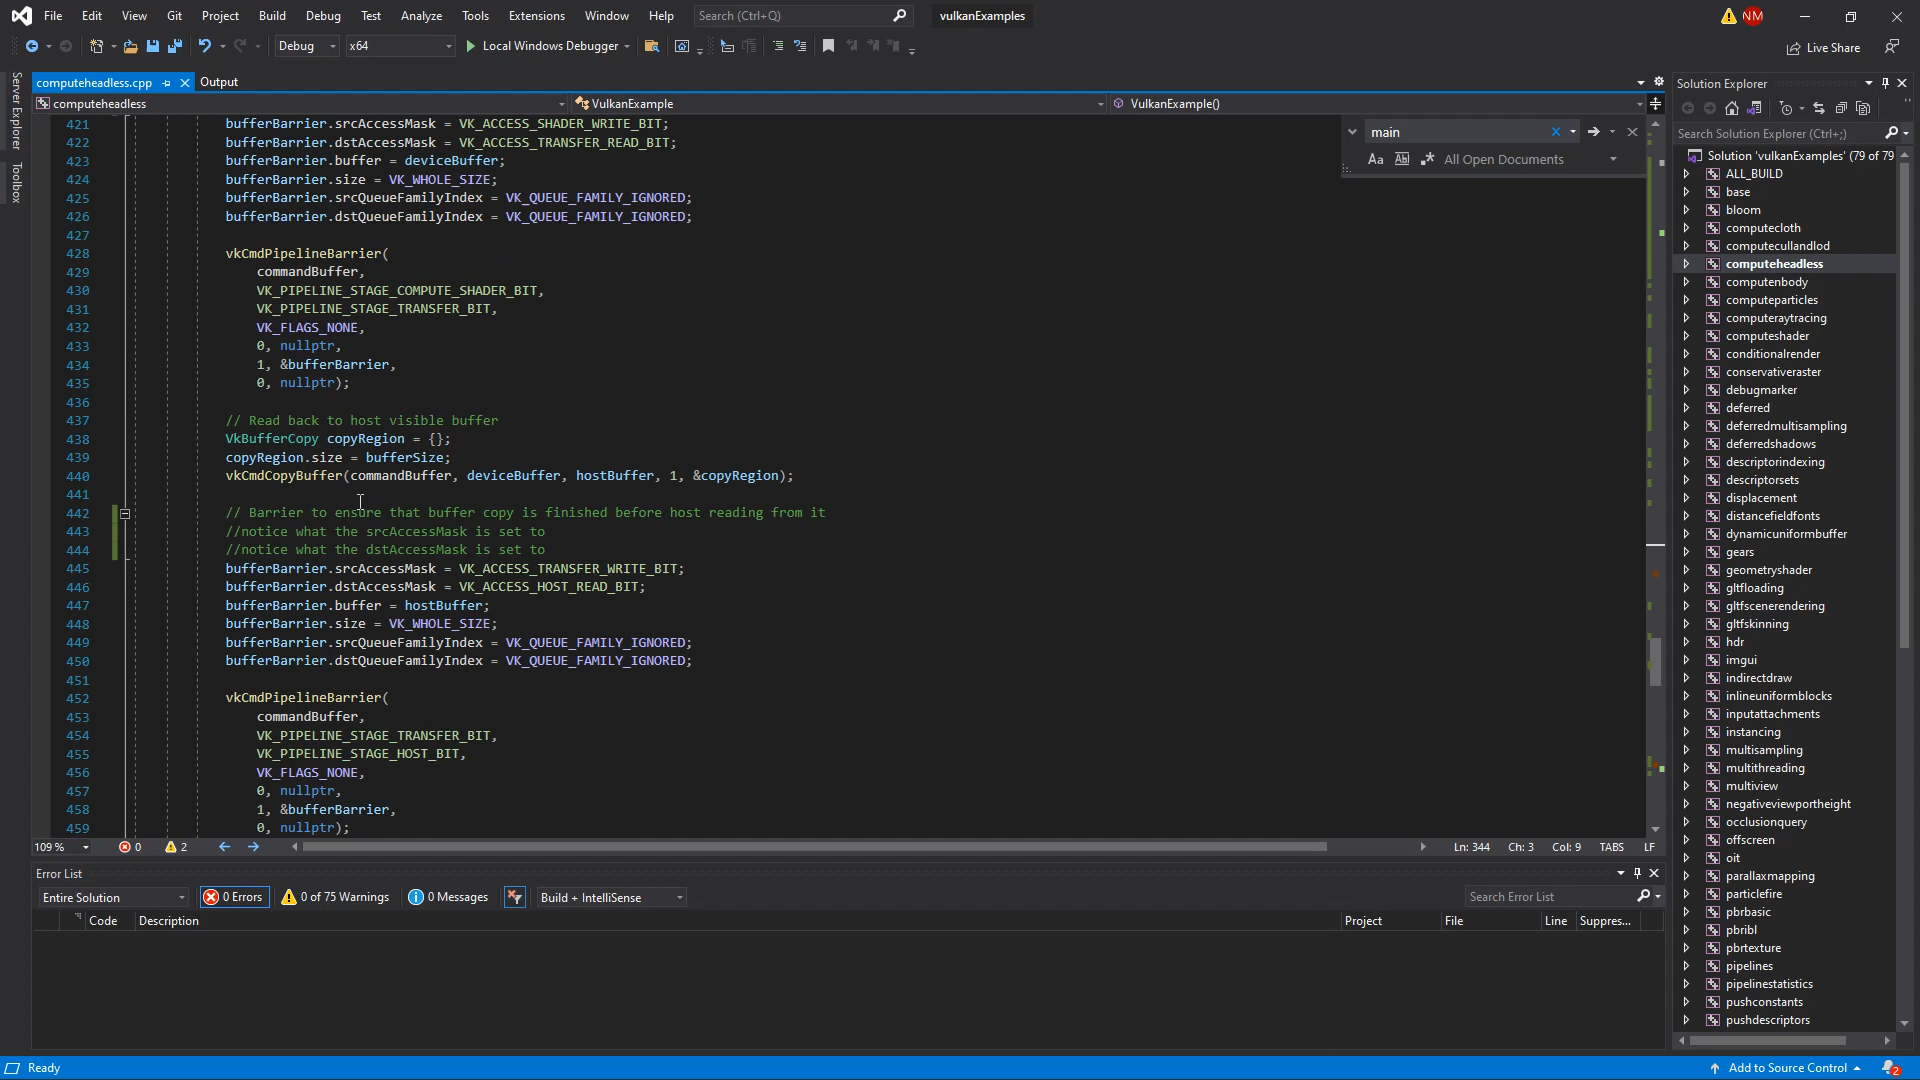 File Edit View Git Project Build Debug Test Analyze Tools Extensions Window Help Search (Ctrl+Q) vulkanExamples NM
Debug x64 Local Windows Debugger Live Share
computeheadless.cpp Output
computeheadless VulkanExample VulkanExample()
421 bufferBarrier.srcAccessMask = VK_ACCESS_SHADER_WRITE_BIT;
422 bufferBarrier.dstAccessMask = VK_ACCESS_TRANSFER_READ_BIT;
423 bufferBarrier.buffer = deviceBuffer;
424 bufferBarrier.size = VK_WHOLE_SIZE;
425 bufferBarrier.srcQueueFamilyIndex = VK_QUEUE_FAMILY_IGNORED;
426 bufferBarrier.dstQueueFamilyIndex = VK_QUEUE_FAMILY_IGNORED;
427
428 vkCmdPipelineBarrier(
429 commandBuffer,
430 VK_PIPELINE_STAGE_COMPUTE_SHADER_BIT,
431 VK_PIPELINE_STAGE_TRANSFER_BIT,
432 VK_FLAGS_NONE,
433 0, nullptr,
434 1, &bufferBarrier,
435 0, nullptr);
436
437 // Read back to host visible buffer
438 VkBufferCopy copyRegion = {};
439 copyRegion.size = bufferSize;
440 vkCmdCopyBuffer(commandBuffer, deviceBuffer, hostBuffer, 1, &copyRegion);
441
442 // Barrier to ensure that buffer copy is finished before host reading from it
443 //notice what the srcAccessMask is set to
444 //notice what the dstAccessMask is set to
445 bufferBarrier.srcAccessMask = VK_ACCESS_TRANSFER_WRITE_BIT;
446 bufferBarrier.dstAccessMask = VK_ACCESS_HOST_READ_BIT;
447 bufferBarrier.buffer = hostBuffer;
448 bufferBarrier.size = VK_WHOLE_SIZE;
449 bufferBarrier.srcQueueFamilyIndex = VK_QUEUE_FAMILY_IGNORED;
450 bufferBarrier.dstQueueFamilyIndex = VK_QUEUE_FAMILY_IGNORED;
451
452 vkCmdPipelineBarrier(
453 commandBuffer,
454 VK_PIPELINE_STAGE_TRANSFER_BIT,
455 VK_PIPELINE_STAGE_HOST_BIT,
456 VK_FLAGS_NONE,
457 0, nullptr,
458 1, &bufferBarrier,
459 0, nullptr);
main
Aa Ab All Open Documents
109 % 0 2 Ln: 344 Ch: 3 Col: 9 TABS LF
Error List
Entire Solution 0 Errors 0 of 75 Warnings 0 Messages Build + IntelliSense Search Error List
Code Description Project File Line Suppres...
Server Explorer
Toolbox
Solution Explorer
Search Solution Explorer (Ctrl+;)
Solution 'vulkanExamples' (79 of 79
ALL_BUILD
base
bloom
computecloth
computecullandlod
computeheadless
computenbody
computeparticles
computeraytracing
computeshader
conditionalrender
conservativeraster
debugmarker
deferred
deferredmultisampling
deferredshadows
descriptorindexing
descriptorsets
displacement
distancefieldfonts
dynamicuniformbuffer
gears
geometryshader
gltfloading
gltfscenerendering
gltfskinning
hdr
imgui
indirectdraw
inlineuniformblocks
inputattachments
instancing
multisampling
multithreading
multiview
negativeviewportheight
occlusionquery
offscreen
oit
parallaxmapping
particlefire
pbrbasic
pbribl
pbrtexture
pipelines
pipelinestatistics
pushconstants
pushdescriptors
Ready Add to Source Control 2